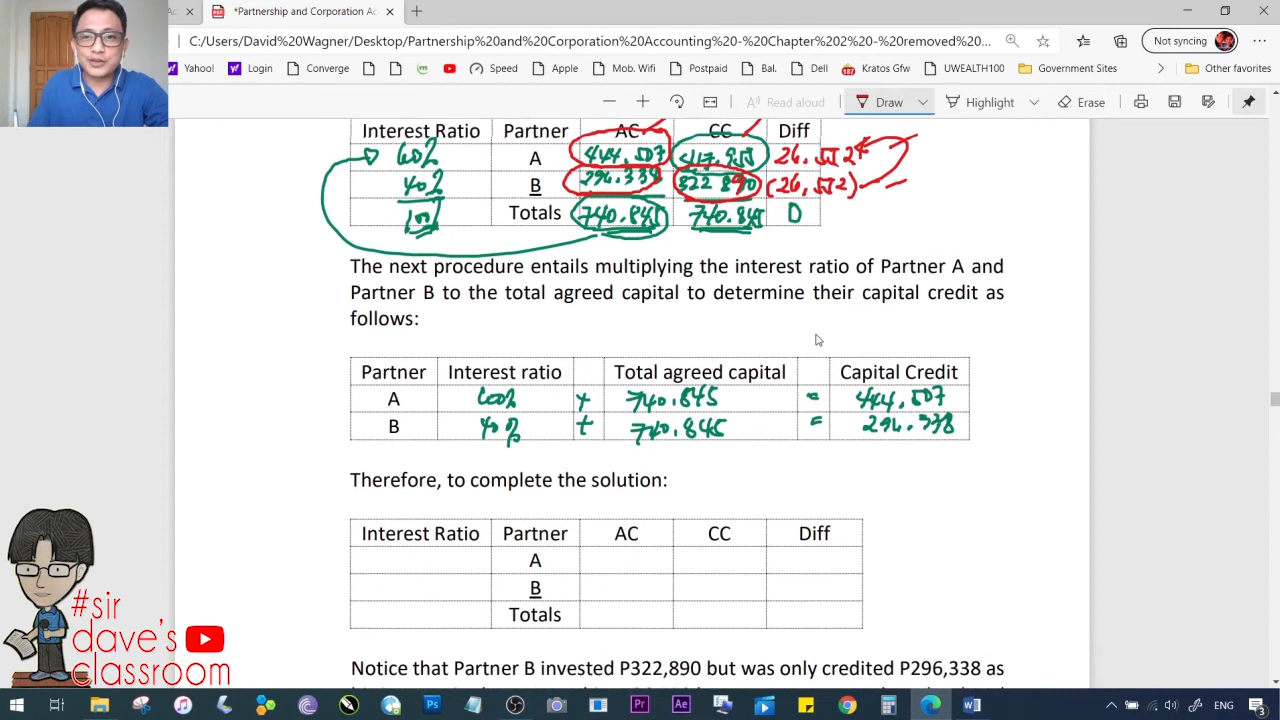 *Partnership and Corporation Ac
C:/Users/David%20Wagner/Desktop/Partnership%20and%20Corporation%20Accounting%20-%20Chapter%202%20-%20removed%20...
Not syncing
Yahoo! Login Converge Speed Apple Mob. Wifi Postpaid Bal. Dell Kratos Gfw UWEALTH100 Government Sites Other favorites
Read aloud Draw Highlight Erase
Interest Ratio Partner AC CC Diff
60% A 444,507 417,955 26,552
40% B 296,338 322,890 (26,552)
100% Totals 740,845 740,845 0
The next procedure entails multiplying the interest ratio of Partner A and
Partner B to the total agreed capital to determine their capital credit as
follows:
Partner Interest ratio Total agreed capital Capital Credit
A 60% x 740,845 = 444,507
B 40% x 740,845 = 296,338
Therefore, to complete the solution:
Interest Ratio Partner AC CC Diff
A
B
Totals
Notice that Partner B invested P322,890 but was only credited P296,338 as
#sir
dave's
classroom
ENG
3